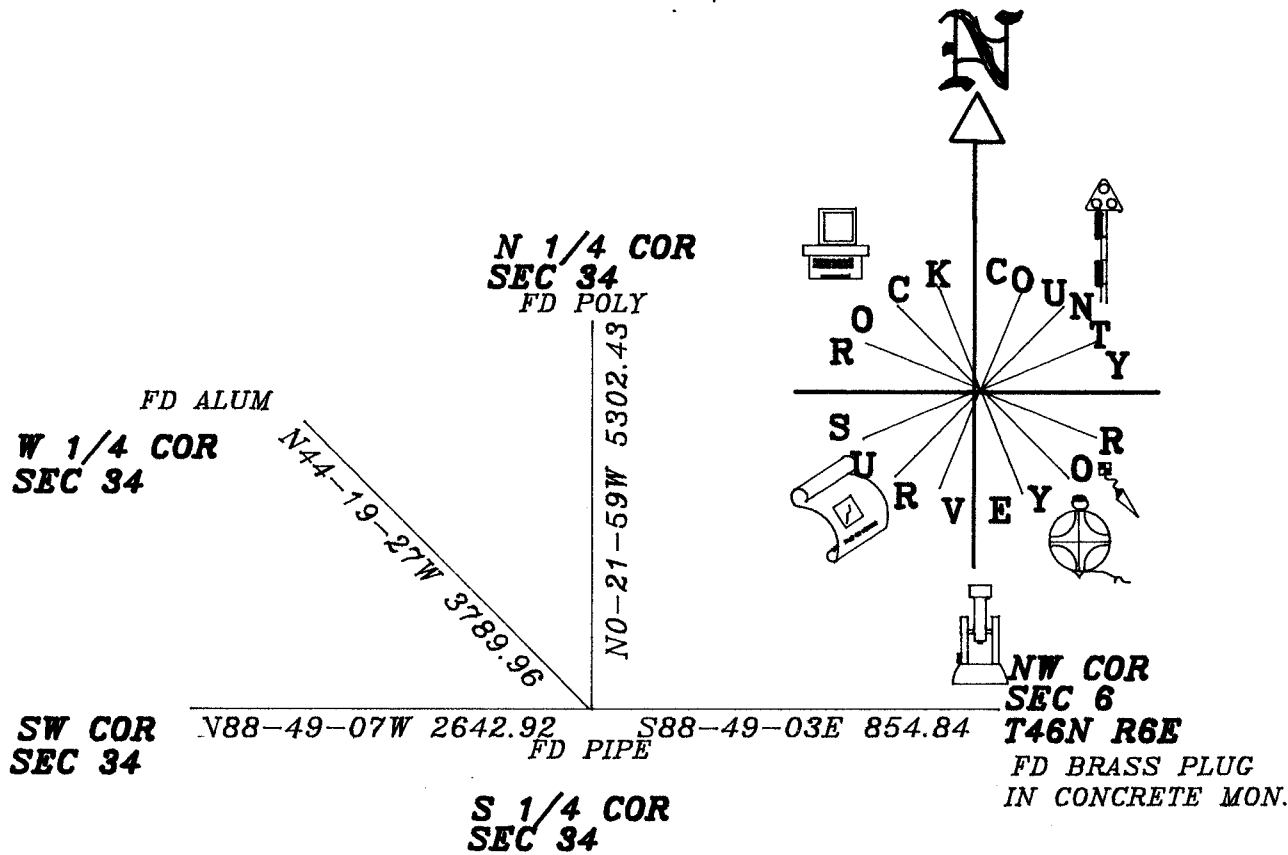 N
N 1/4 COR
SEC 34
FD POLY
N0-21-59W 5302.43
FD ALUM
W 1/4 COR
SEC 34
N44-19-27W 3789.96
ROCK COUNTY
SURVEYOR
SW COR
SEC 34
N88-49-07W 2642.92
FD PIPE
S88-49-03E 854.84
S 1/4 COR
SEC 34
NW COR
SEC 6
T46N R6E
FD BRASS PLUG
IN CONCRETE MON.